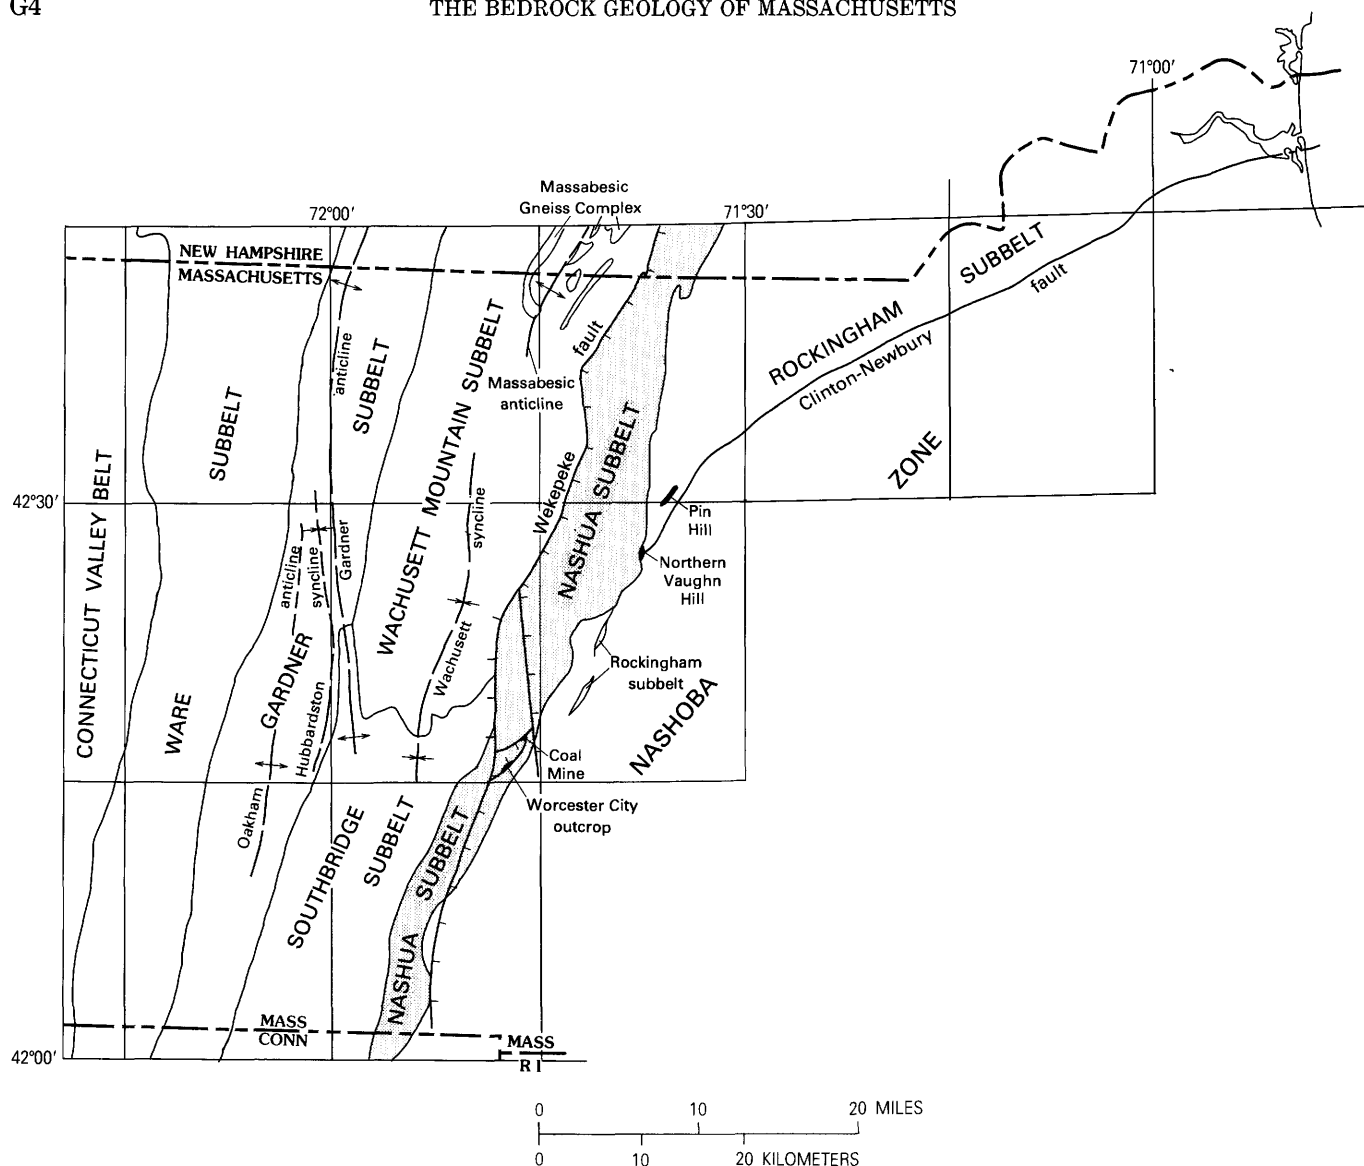 G4
THE BEDROCK GEOLOGY OF MASSACHUSETTS
71°00'
Massabesic
Gneiss Complex
72°00'
71°30'
NEW HAMPSHIRE
MASSACHUSETTS
SUBBELT
fault
ROCKINGHAM
Clinton-Newbury
anticline
SUBBELT
SUBBELT
WACHUSETT MOUNTAIN SUBBELT
fault
Massabesic
anticline
NASHUA SUBBELT
ZONE
42°30'
CONNECTICUT VALLEY BELT
Wekepeke
syncline
Pin
Hill
Gardner
anticline
syncline
Northern
Vaughn
Hill
Wachusett
GARDNER
Hubbardston
WARE
Rockingham
subbelt
NASHOBA
Coal
Mine
Oakham
Worcester City
outcrop
SOUTHBRIDGE
SUBBELT
SUBBELT
NASHUA
MASS
CONN
MASS
R I
42°00'
0 10 20 MILES
0 10 20 KILOMETERS